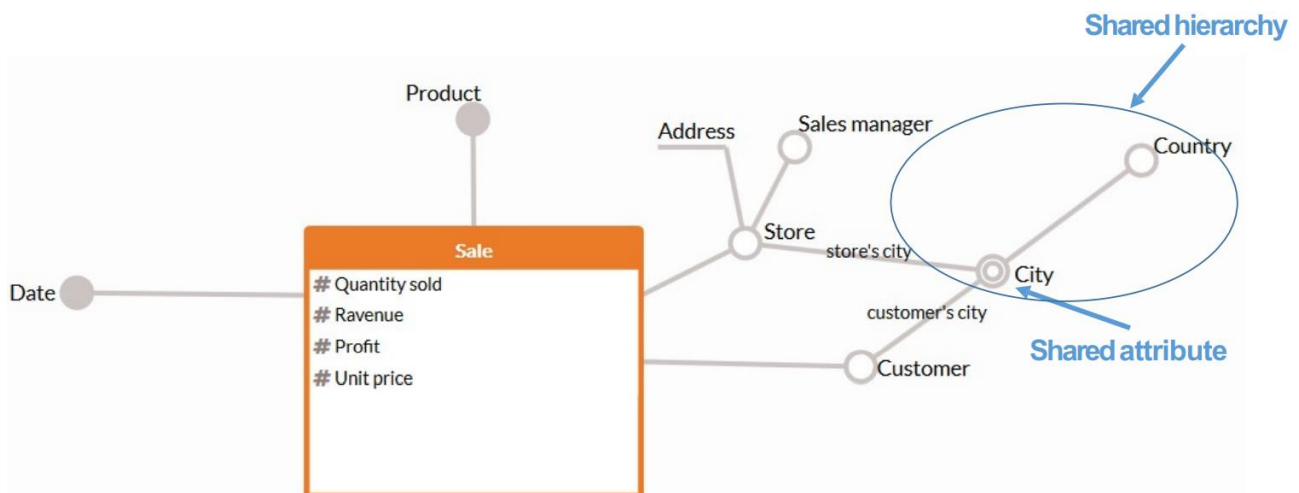 Shared hierarchy
Product
Address
Sales manager
Country
Sale
Store
store's city
City
Date
# Quantity sold
# Ravenue
# Profit
# Unit price
customer's city
Shared attribute
Customer